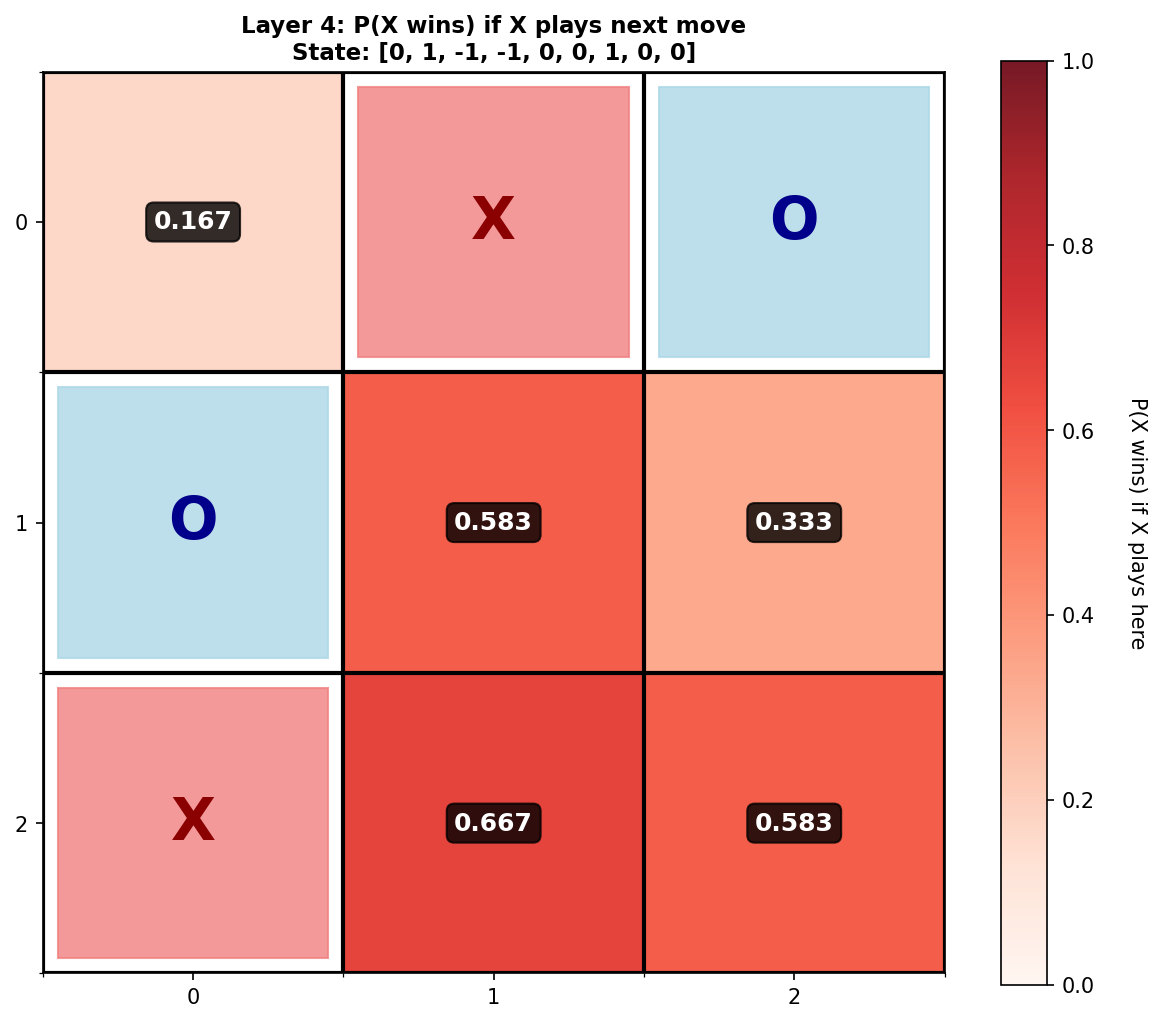 Layer 4: P(X wins) if X plays next move
State: [0, 1, -1, -1, 0, 0, 1, 0, 0]
0
0.167
X
O
1
O
0.583
0.333
2
X
0.667
0.583
0
1
2
1.0
0.8
0.6
0.4
0.2
0.0
P(X wins) if X plays here